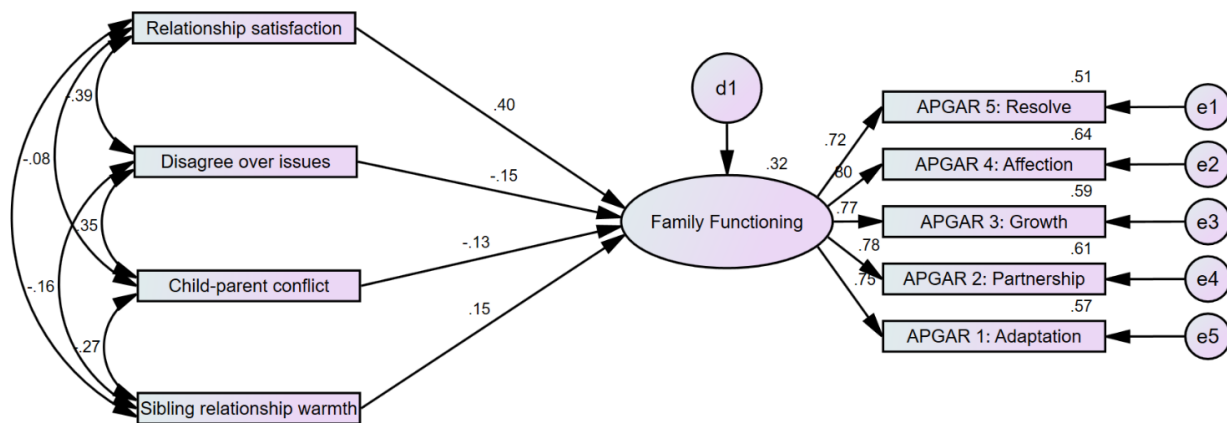 Relationship satisfaction
Disagree over issues
Child-parent conflict
Sibling relationship warmth
-.39
-.08
.35
-.16
-.27
.40
-.15
-.13
.15
d1
.32
Family Functioning
.72
.80
.77
.78
.75
.51
APGAR 5: Resolve
e1
.64
APGAR 4: Affection
e2
.59
APGAR 3: Growth
e3
.61
APGAR 2: Partnership
e4
.57
APGAR 1: Adaptation
e5